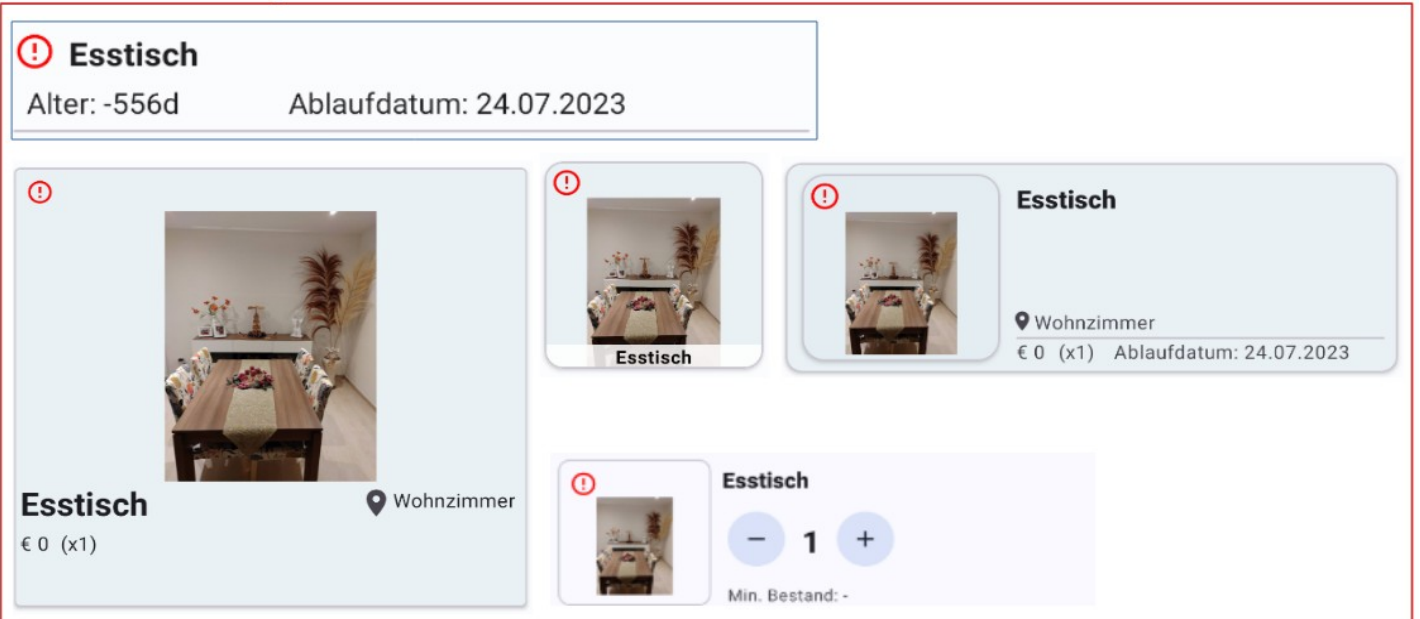 Esstisch
Alter: -556d Ablaufdatum: 24.07.2023
Esstisch
Wohnzimmer
€ 0 (x1)
Esstisch
Esstisch
Wohnzimmer
€ 0 (x1) Ablaufdatum: 24.07.2023
Esstisch
− 1 +
Min. Bestand: -